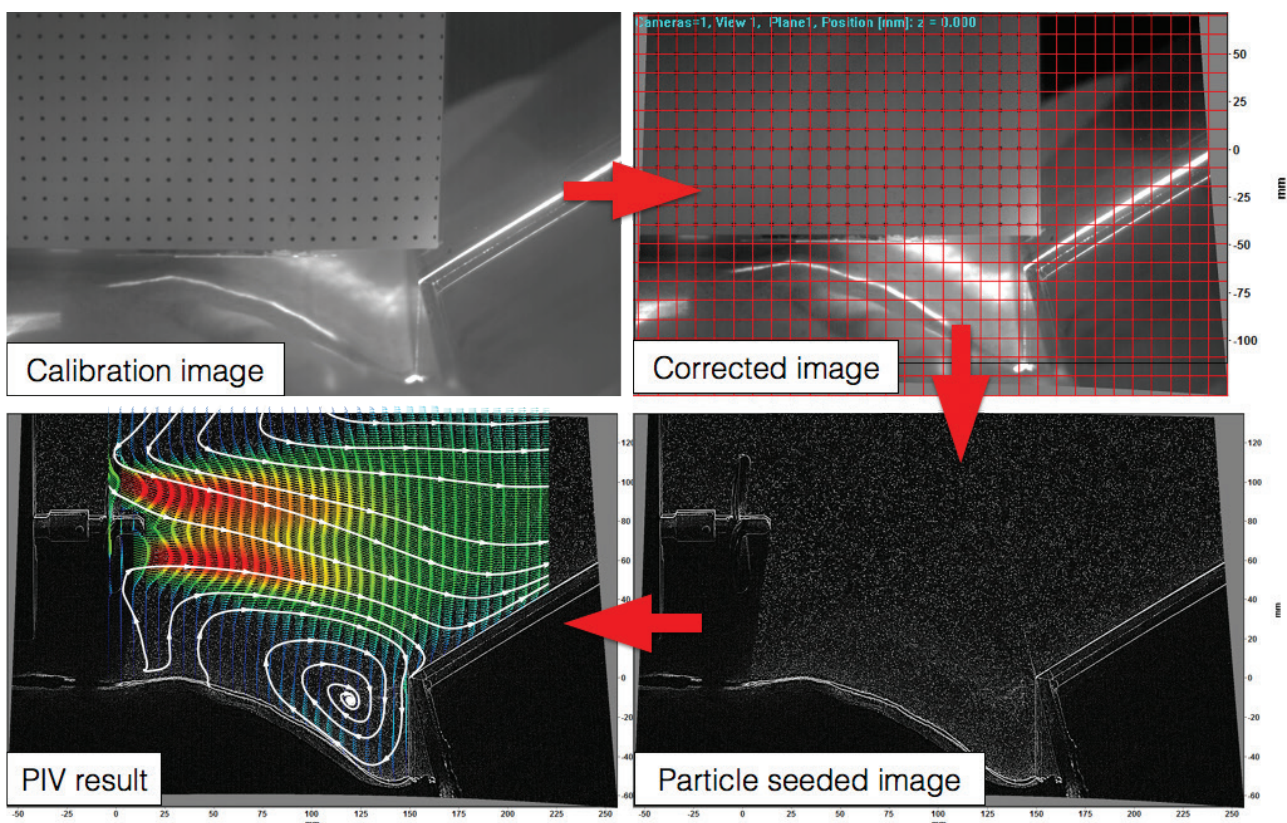 Cameras=1, View 1, Plane1, Position [mm]: z = 0.000
50
25
0
-25
-50
-75
-100
mm
Calibration image
Corrected image
120
100
80
60
40
20
0
-20
-40
-60
PIV result
-50 -25 0 25 50 75 100 125 150 175 200 225 250
mm
120
100
80
60
40
20
0
-20
-40
-60
mm
Particle seeded image
-50 -25 0 25 50 75 100 125 150 175 200 225 250
mm